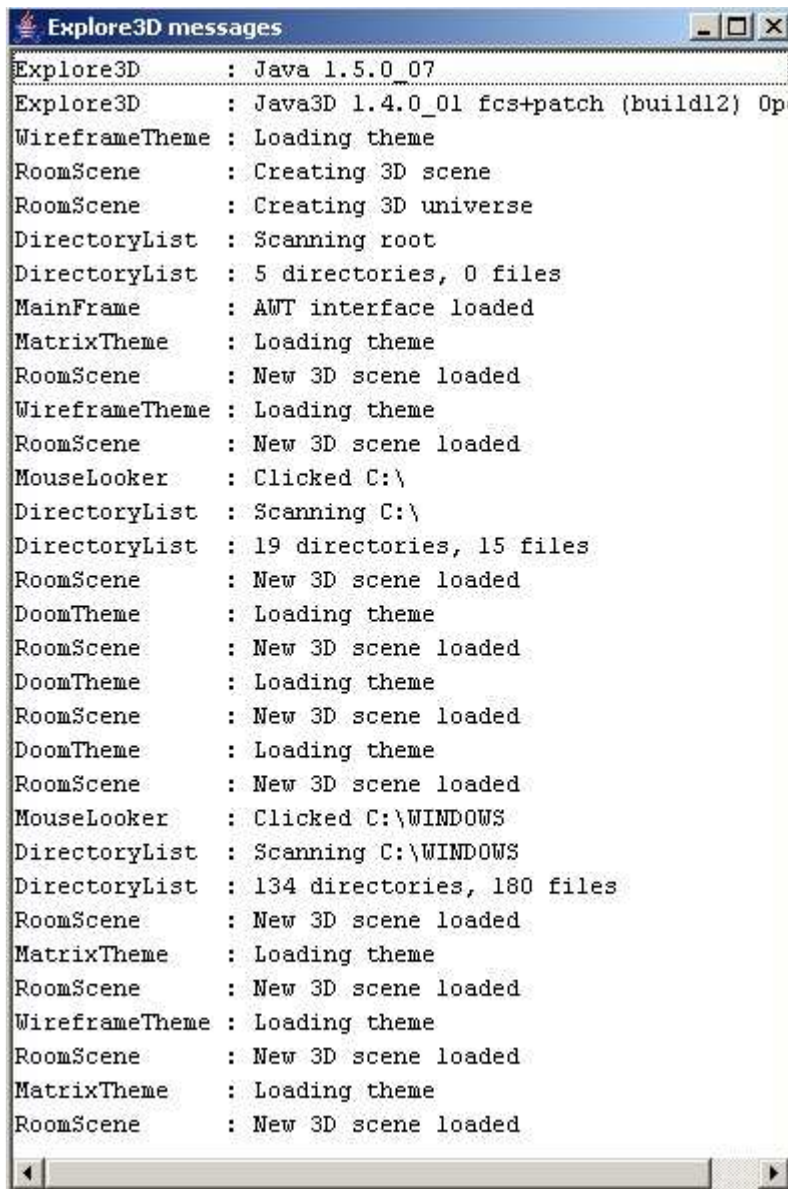 Explore3D messages
Explore3D : Java 1.5.0_07
Explore3D : Java3D 1.4.0_01 fcs+patch (build12)
WireframeTheme : Loading theme
RoomScene : Creating 3D scene
RoomScene : Creating 3D universe
DirectoryList : Scanning root
DirectoryList : 5 directories, 0 files
MainFrame : AWT interface loaded
MatrixTheme : Loading theme
RoomScene : New 3D scene loaded
WireframeTheme : Loading theme
RoomScene : New 3D scene loaded
MouseLooker : Clicked C:\
DirectoryList : Scanning C:\
DirectoryList : 19 directories, 15 files
RoomScene : New 3D scene loaded
DoomTheme : Loading theme
RoomScene : New 3D scene loaded
DoomTheme : Loading theme
RoomScene : New 3D scene loaded
DoomTheme : Loading theme
RoomScene : New 3D scene loaded
MouseLooker : Clicked C:\WINDOWS
DirectoryList : Scanning C:\WINDOWS
DirectoryList : 134 directories, 180 files
RoomScene : New 3D scene loaded
MatrixTheme : Loading theme
RoomScene : New 3D scene loaded
WireframeTheme : Loading theme
RoomScene : New 3D scene loaded
MatrixTheme : Loading theme
RoomScene : New 3D scene loaded